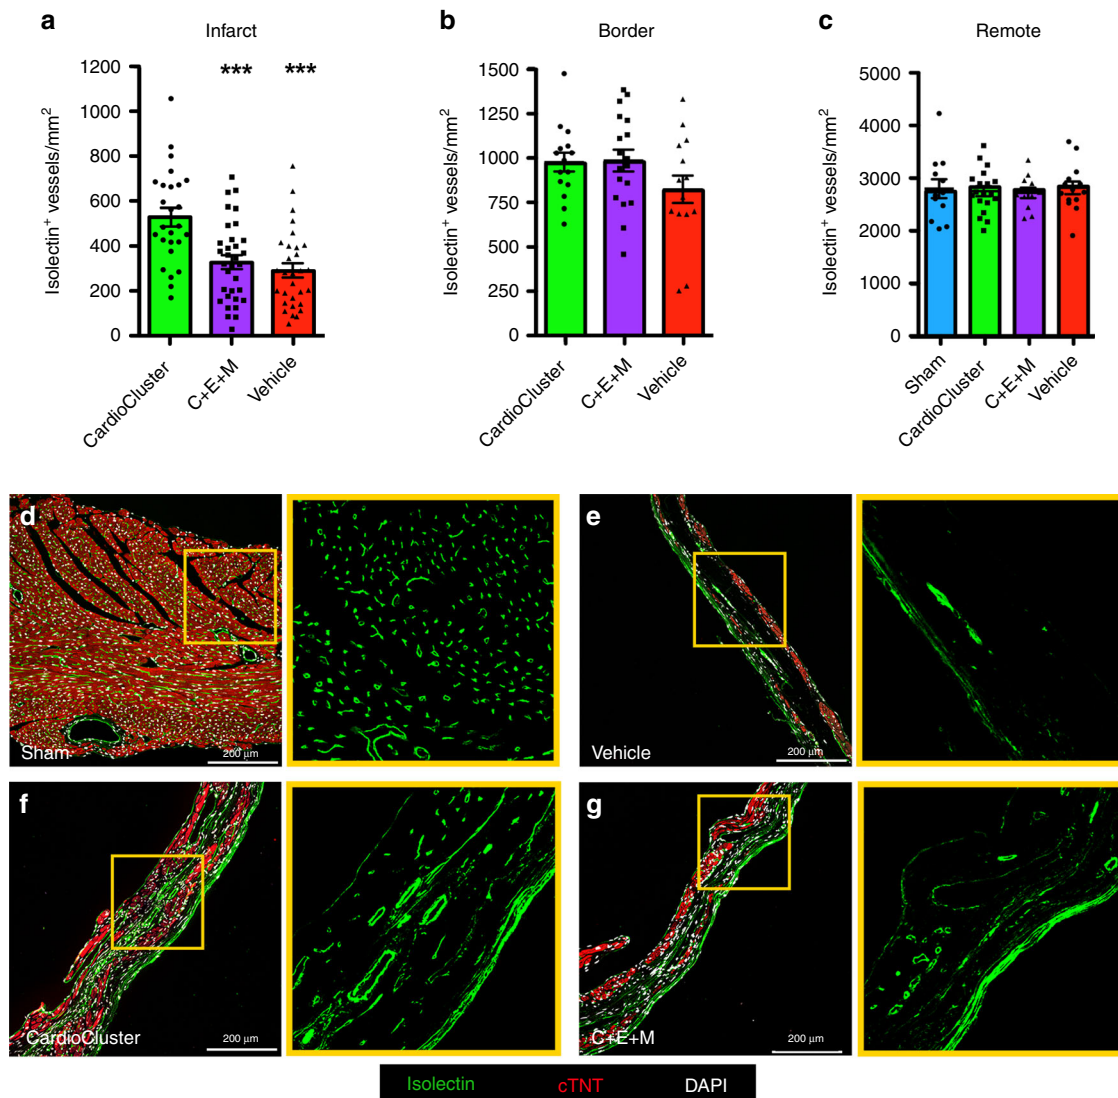 a
Infarct
Isolectin⁺ vessels/mm²
1200
1000
800
600
400
200
0
***
***
CardioCluster
C+E+M
Vehicle
b
Border
Isolectin⁺ vessels/mm²
1500
1250
1000
750
500
250
0
CardioCluster
C+E+M
Vehicle
c
Remote
Isolectin⁺ vessels/mm²
5000
4000
3000
2000
1000
0
Sham
CardioCluster
C+E+M
Vehicle
d
Sham
200 μm
e
Vehicle
200 μm
f
CardioCluster
200 μm
g
C+E+M
200 μm
Isolectin cTNT DAPI